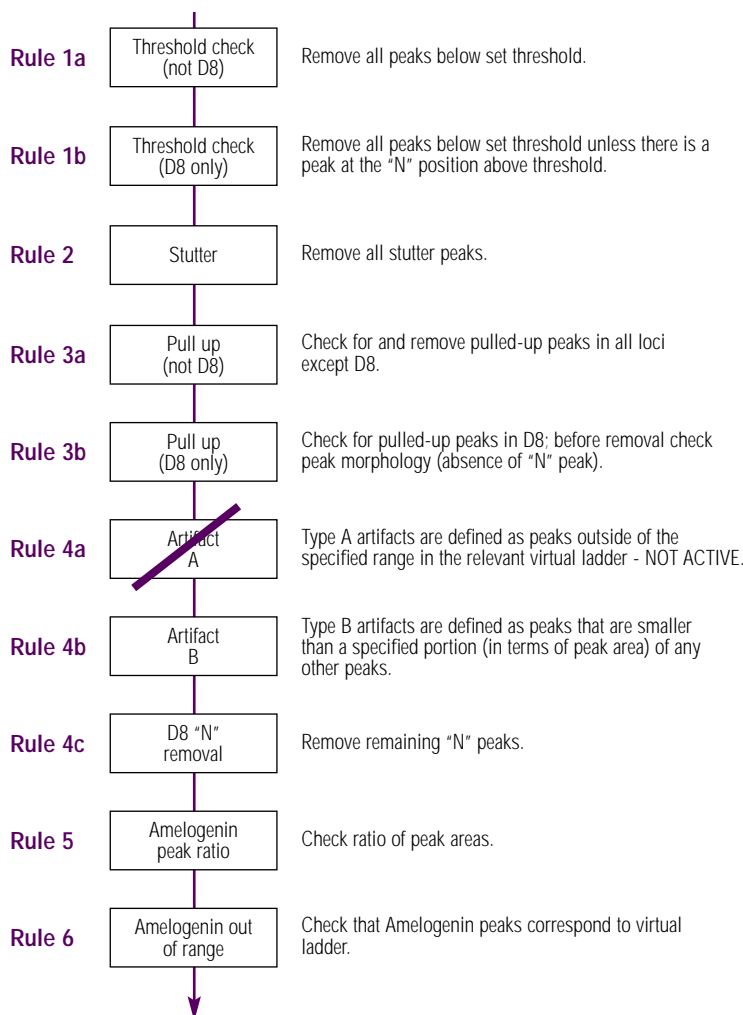 Rule 1a
Threshold check
(not D8)
Remove all peaks below set threshold.
Rule 1b
Threshold check
(D8 only)
Remove all peaks below set threshold unless there is a
peak at the “N” position above threshold.
Rule 2
Stutter
Remove all stutter peaks.
Rule 3a
Pull up
(not D8)
Check for and remove pulled-up peaks in all loci
except D8.
Rule 3b
Pull up
(D8 only)
Check for pulled-up peaks in D8; before removal check
peak morphology (absence of “N” peak).
Rule 4a
Artifact
A
Type A artifacts are defined as peaks outside of the
specified range in the relevant virtual ladder - NOT ACTIVE.
Rule 4b
Artifact
B
Type B artifacts are defined as peaks that are smaller
than a specified portion (in terms of peak area) of any
other peaks.
Rule 4c
D8 “N”
removal
Remove remaining “N” peaks.
Rule 5
Amelogenin
peak ratio
Check ratio of peak areas.
Rule 6
Amelogenin out
of range
Check that Amelogenin peaks correspond to virtual
ladder.